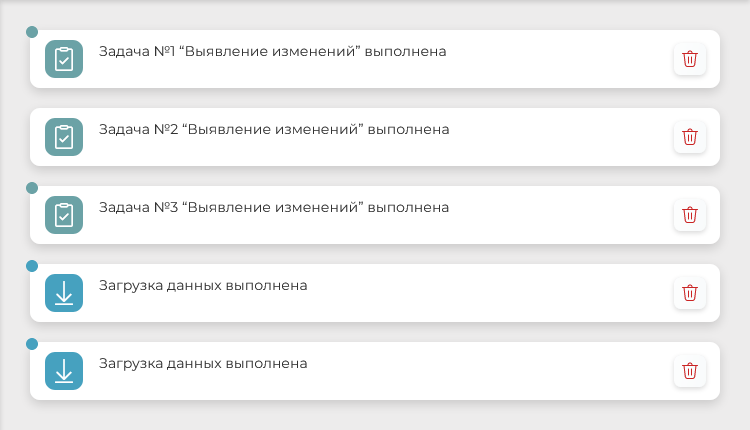 Задача №1 “Выявление изменений” выполнена
Задача №2 “Выявление изменений” выполнена
Задача №3 “Выявление изменений” выполнена
Загрузка данных выполнена
Загрузка данных выполнена